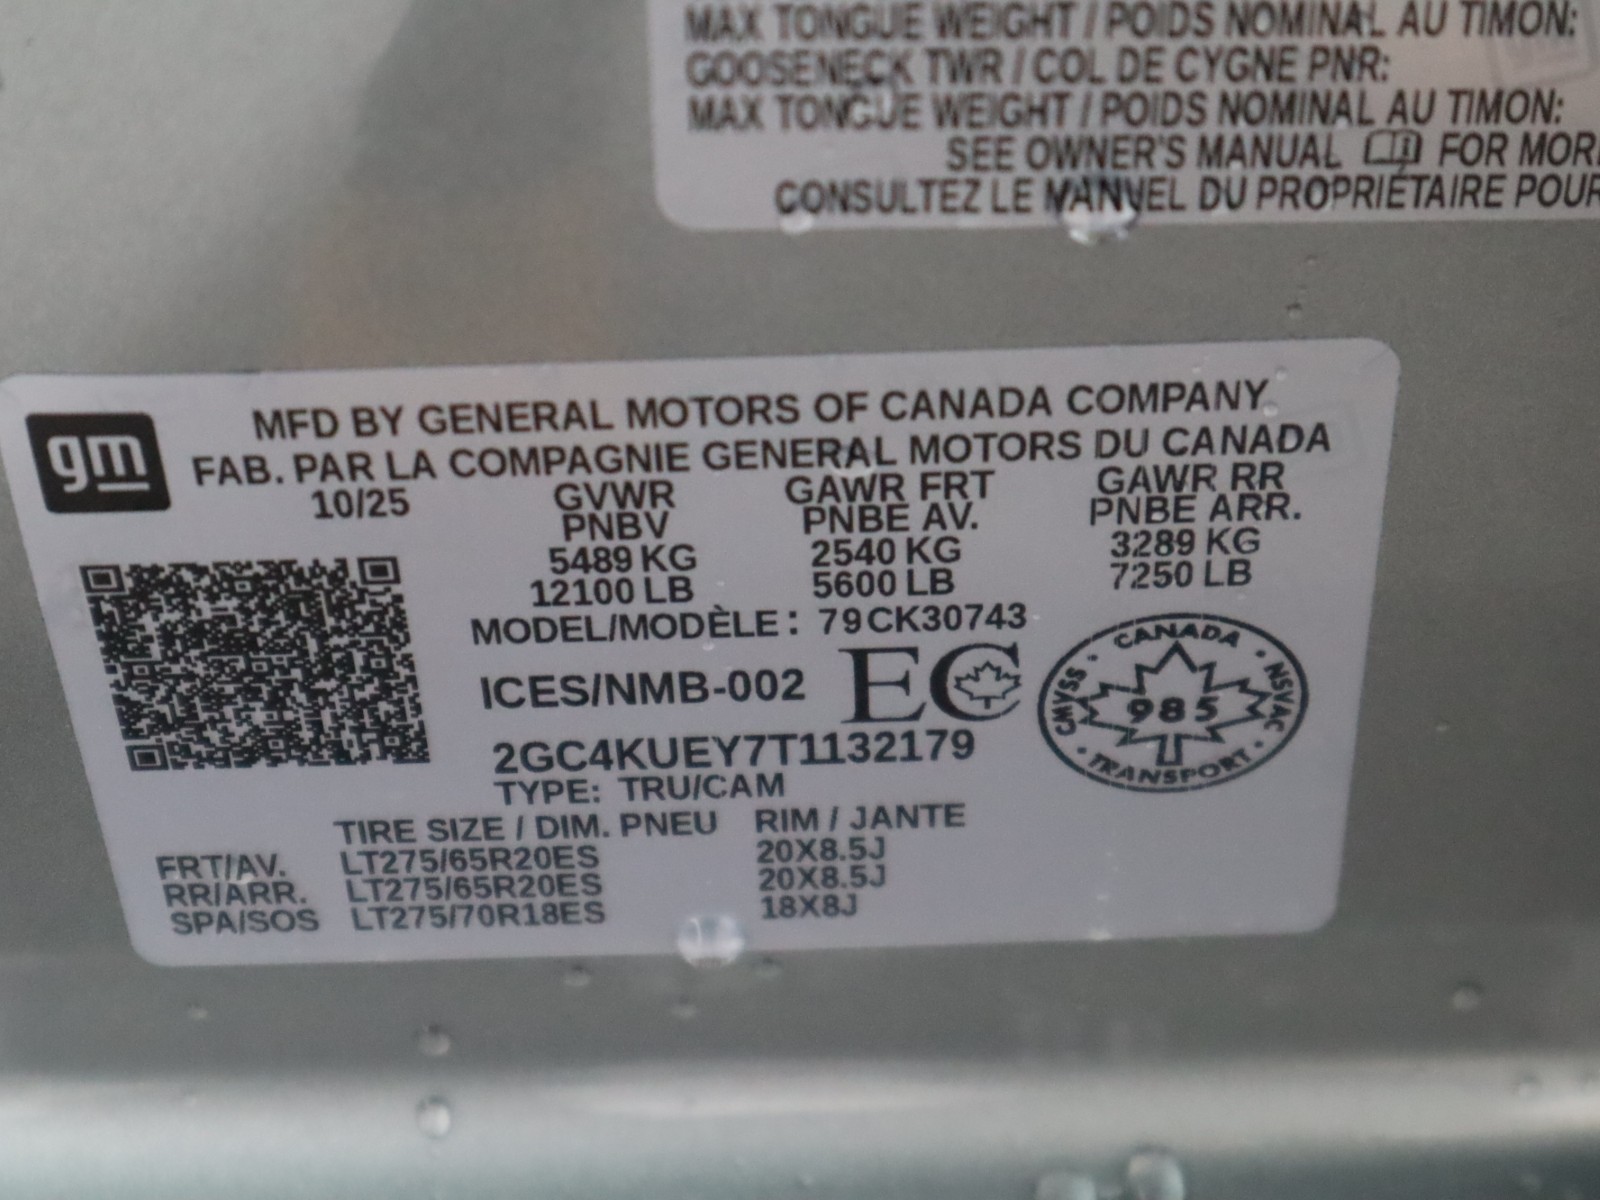 MAX TONGUE WEIGHT / POIDS NOMINAL AU TIMON:
GOOSENECK TWR / COL DE CYGNE PNR:
MAX TONGUE WEIGHT / POIDS NOMINAL AU TIMON:
SEE OWNER'S MANUAL FOR MORE
CONSULTEZ LE MANUEL DU PROPRIÉTAIRE POUR
gm
MFD BY GENERAL MOTORS OF CANADA COMPANY
FAB. PAR LA COMPAGNIE GENERAL MOTORS DU CANADA
10/25 GVWR GAWR FRT GAWR RR
PNBV PNBE AV. PNBE ARR.
5489 KG 2540 KG 3289 KG
12100 LB 5600 LB 7250 LB
MODEL/MODÈLE: 79CK30743
ICES/NMB-002 EC
CANADA
CMVSS 985 NSVAC
TRANSPORT
2GC4KUEY7T1132179
TYPE: TRU/CAM
TIRE SIZE / DIM. PNEU RIM / JANTE
FRT/AV. LT275/65R20ES 20X8.5J
RR/ARR. LT275/65R20ES 20X8.5J
SPA/SOS LT275/70R18ES 18X8J